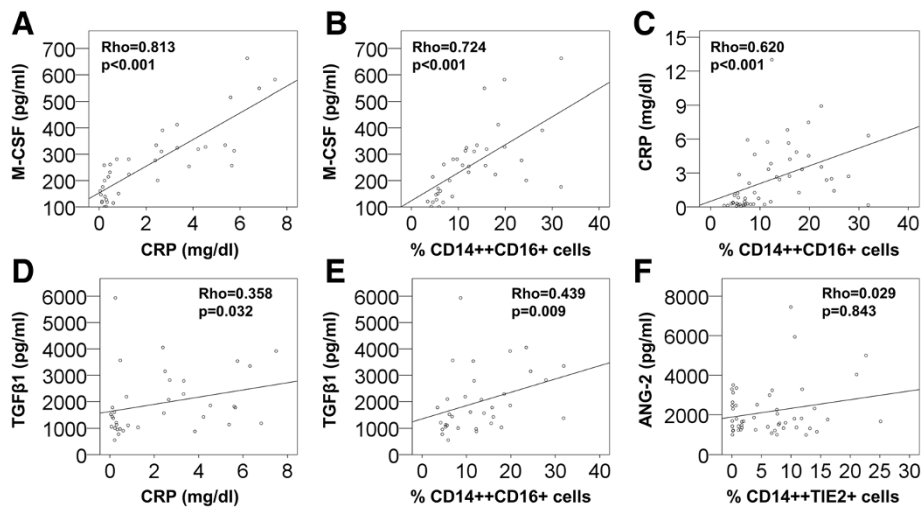 A
Rho=0.813
p<0.001
M-CSF (pg/ml)
700
600
500
400
300
200
100
0 2 4 6 8
CRP (mg/dl)
B
Rho=0.724
p<0.001
M-CSF (pg/ml)
700
600
500
400
300
200
100
0 10 20 30 40
% CD14++CD16+ cells
C
Rho=0.620
p<0.001
CRP (mg/dl)
15
12
9
6
3
0
0 10 20 30 40
% CD14++CD16+ cells
D
Rho=0.358
p=0.032
TGFβ1 (pg/ml)
6000
5000
4000
3000
2000
1000
0
0 2 4 6 8
CRP (mg/dl)
E
Rho=0.439
p=0.009
TGFβ1 (pg/ml)
6000
5000
4000
3000
2000
1000
0
0 10 20 30 40
% CD14++CD16+ cells
F
Rho=0.029
p=0.843
ANG-2 (pg/ml)
8000
6000
4000
2000
0
0 5 10 15 20 25 30
% CD14++TIE2+ cells